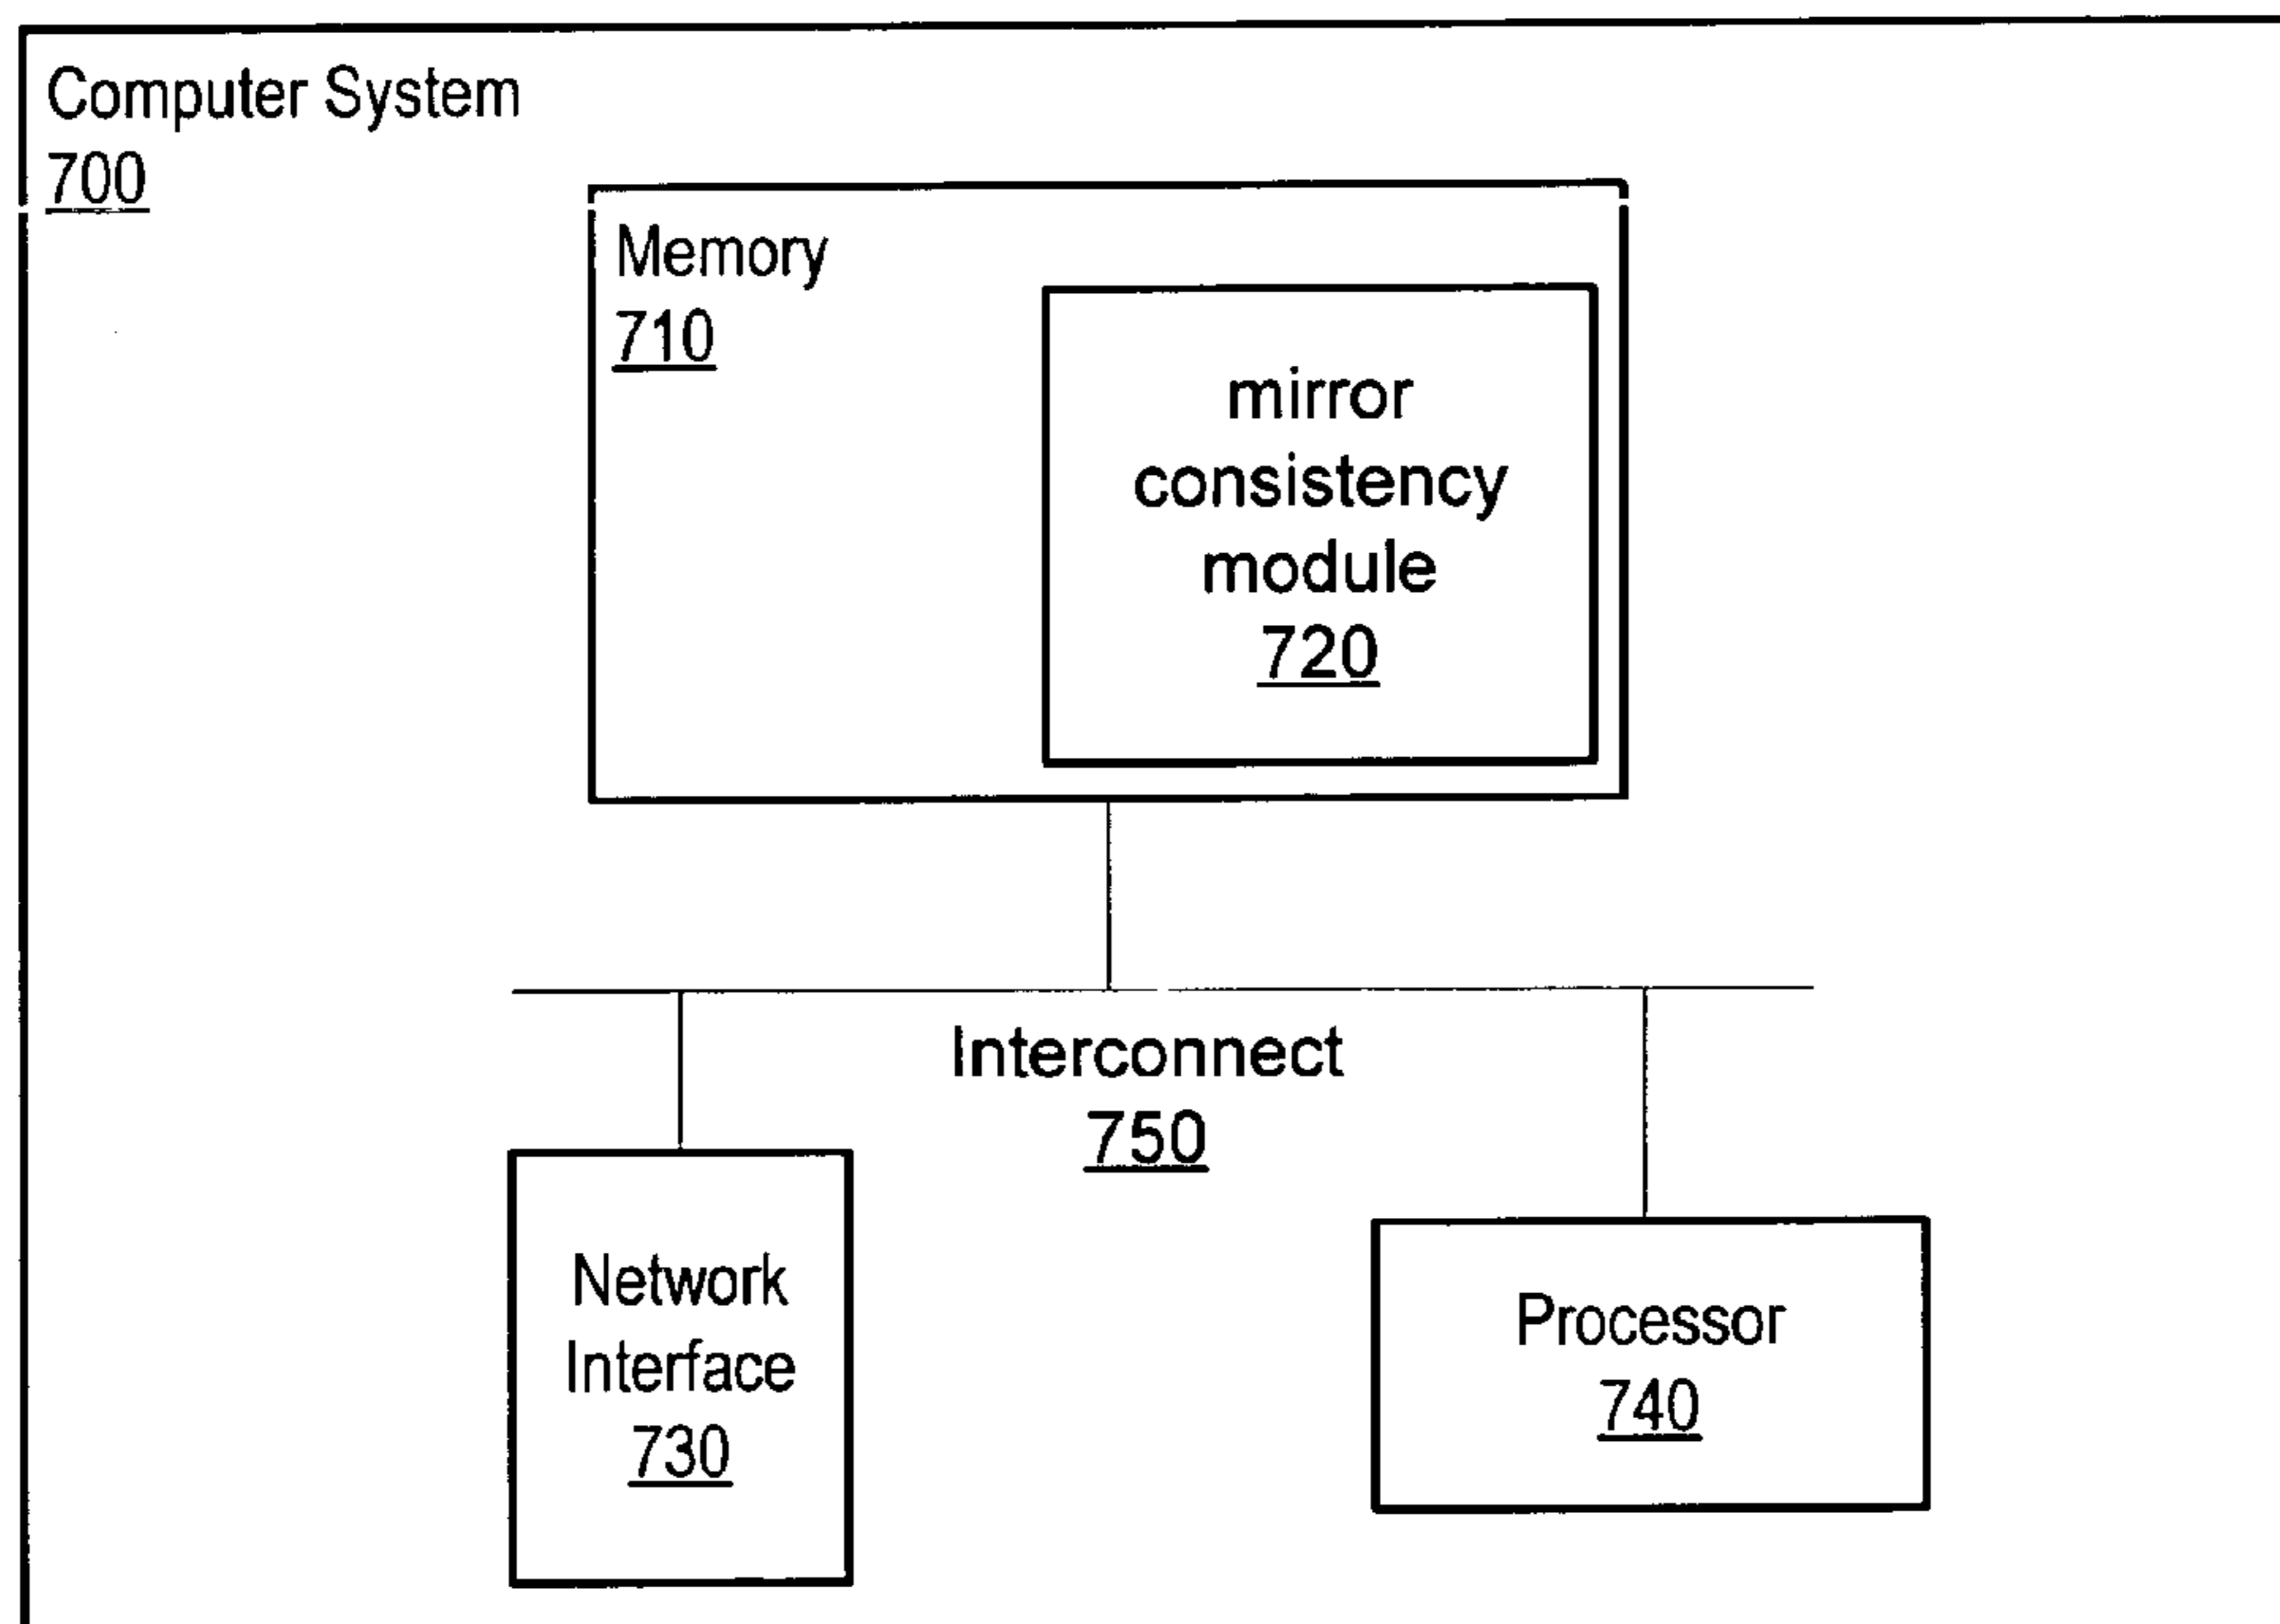 Computer System
700
Memory
710
mirror
consistency
module
720
Interconnect
750
Network
Interface
730
Processor
740